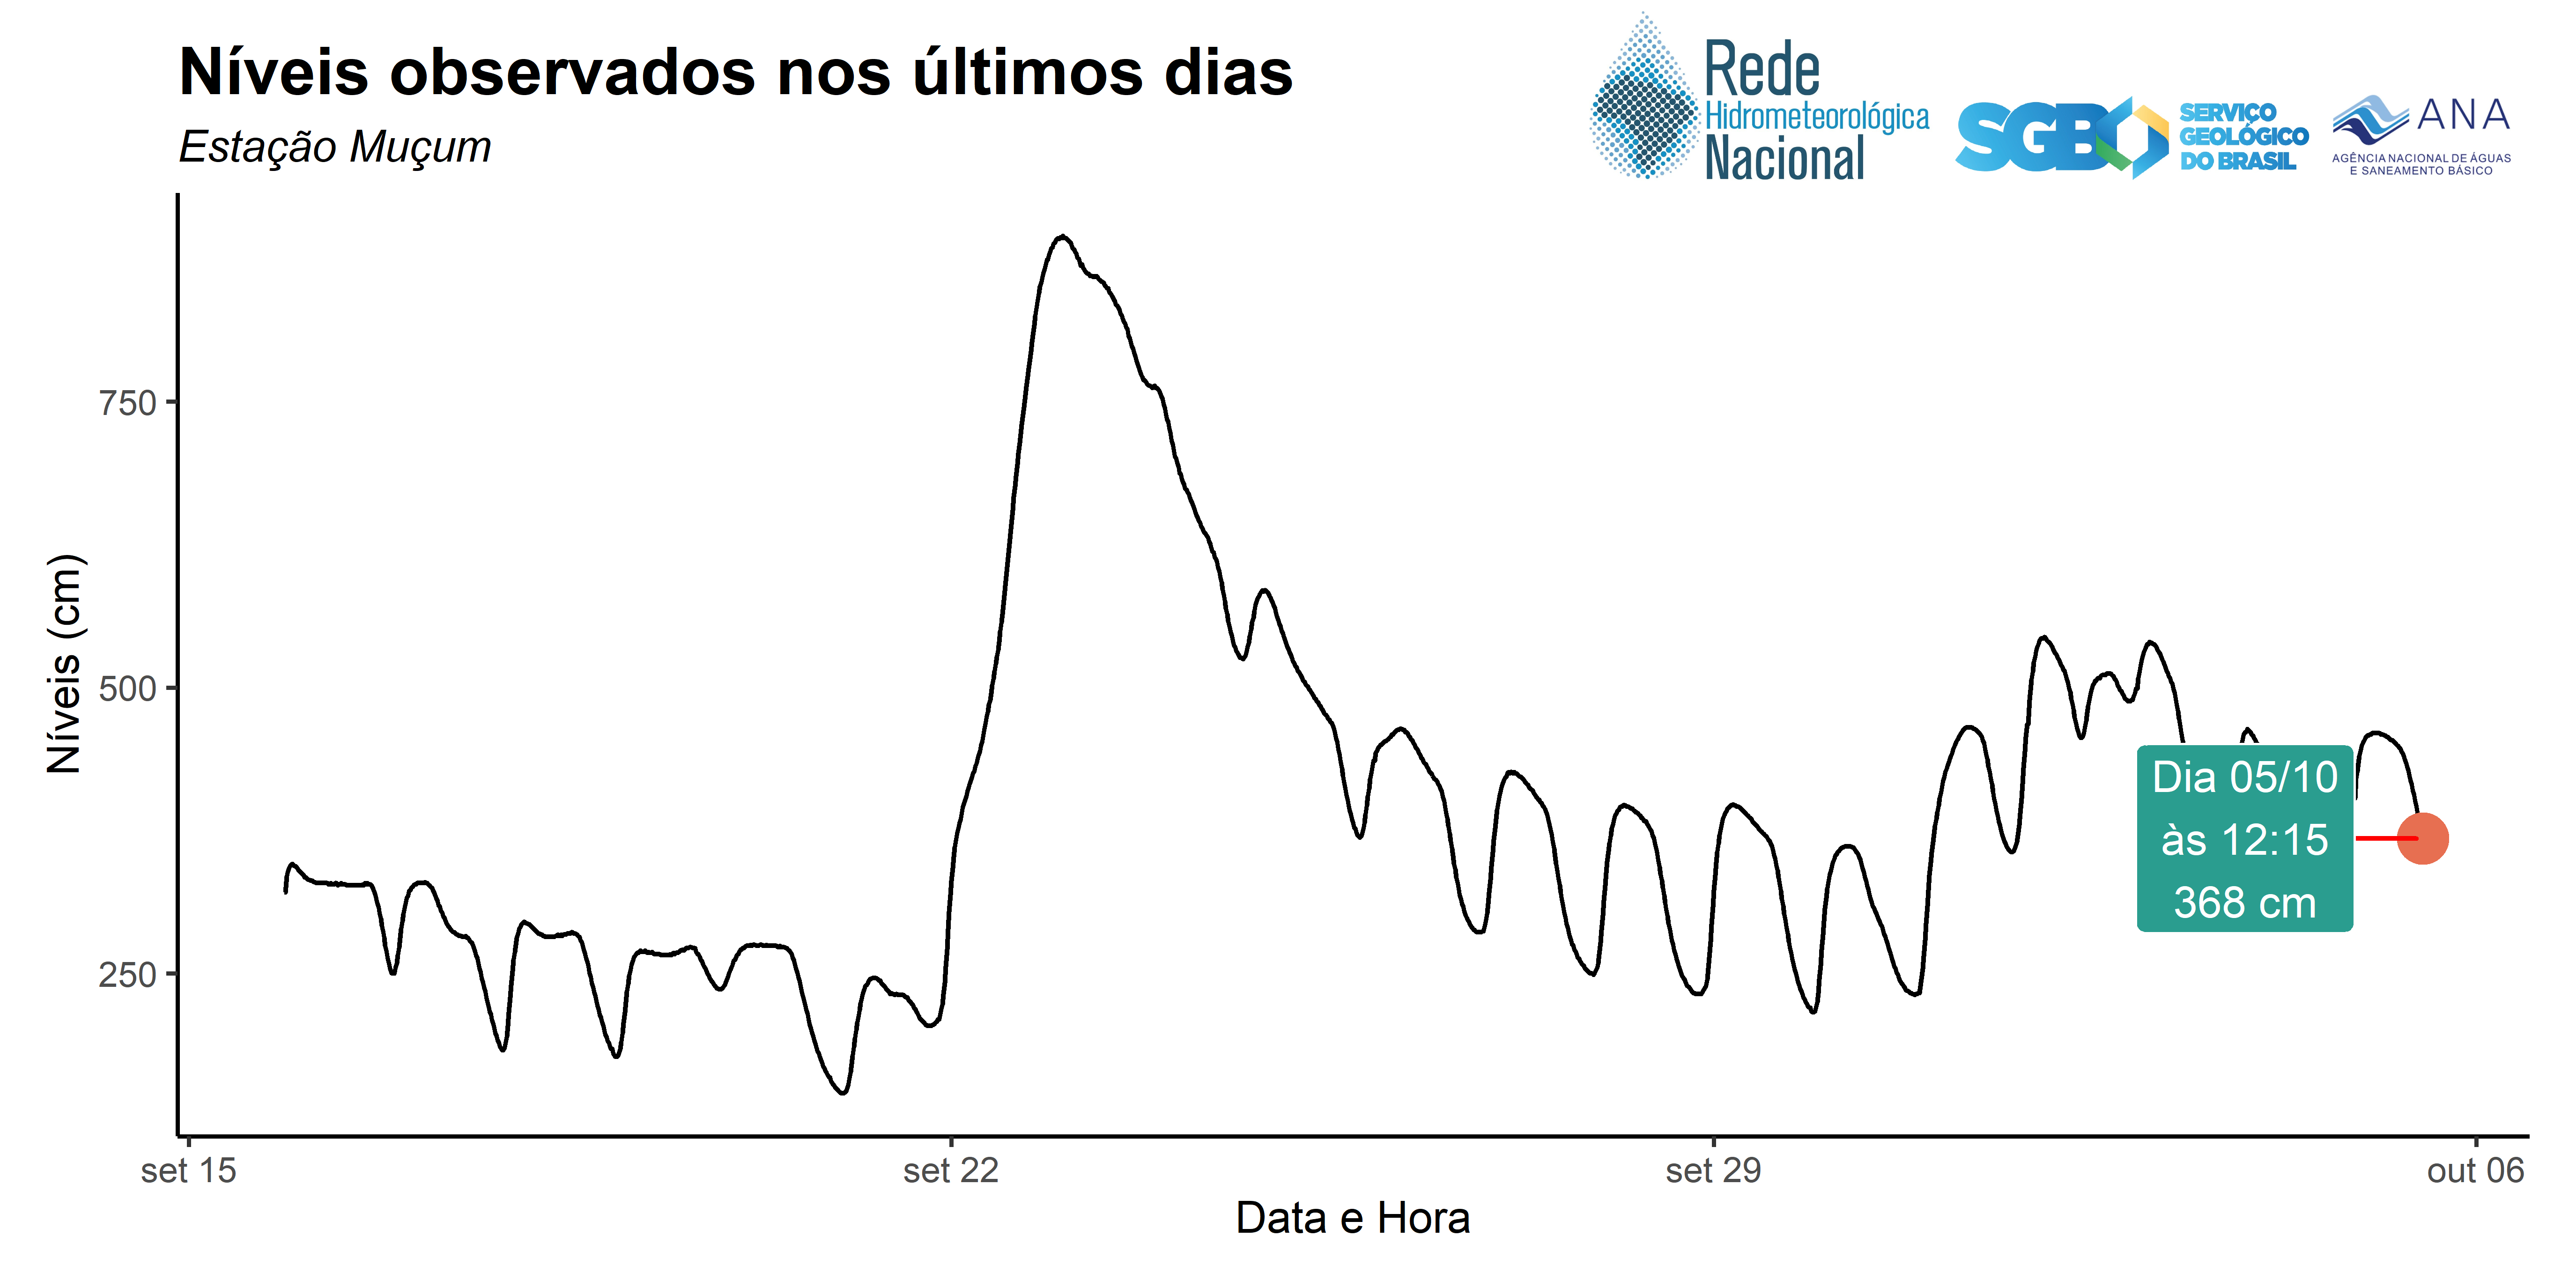 Níveis observados nos últimos dias
Estação Muçum
Rede
Hidrometeorológica
Nacional
SGB
SERVIÇO
GEOLÓGICO
DO BRASIL
ANA
AGÊNCIA NACIONAL DE ÁGUAS
E SANEAMENTO BÁSICO
Níveis (cm)
750
500
250
Dia 05/10
às 12:15
368 cm
set 15
set 22
set 29
out 06
Data e Hora